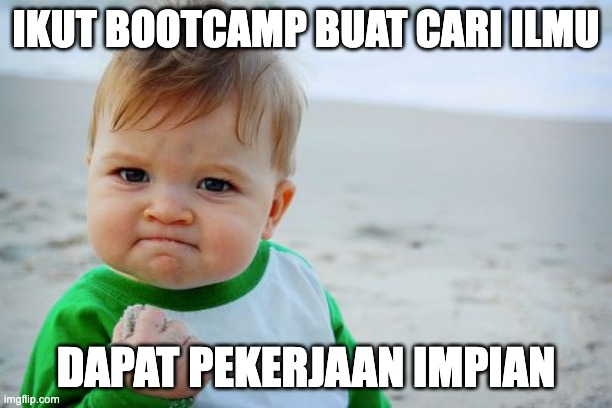 IKUT BOOTCAMP BUAT CARI ILMU
DAPAT PEKERJAAN IMPIAN
imgflip.com